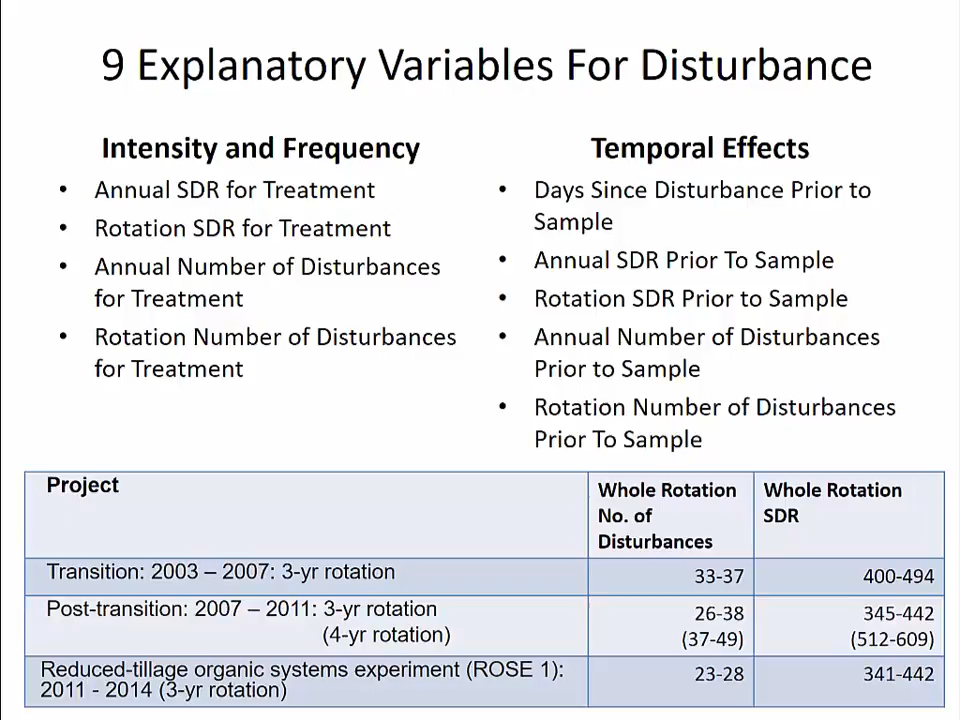 9 Explanatory Variables For Disturbance
Intensity and Frequency
• Annual SDR for Treatment
• Rotation SDR for Treatment
• Annual Number of Disturbances
for Treatment
• Rotation Number of Disturbances
for Treatment
Temporal Effects
• Days Since Disturbance Prior to
Sample
• Annual SDR Prior To Sample
• Rotation SDR Prior to Sample
• Annual Number of Disturbances
Prior to Sample
• Rotation Number of Disturbances
Prior To Sample
Project
Whole Rotation
No. of
Disturbances
Whole Rotation
SDR
Transition: 2003 – 2007: 3-yr rotation
33-37
400-494
Post-transition: 2007 – 2011: 3-yr rotation
(4-yr rotation)
26-38
(37-49)
345-442
(512-609)
Reduced-tillage organic systems experiment (ROSE 1):
2011 - 2014 (3-yr rotation)
23-28
341-442